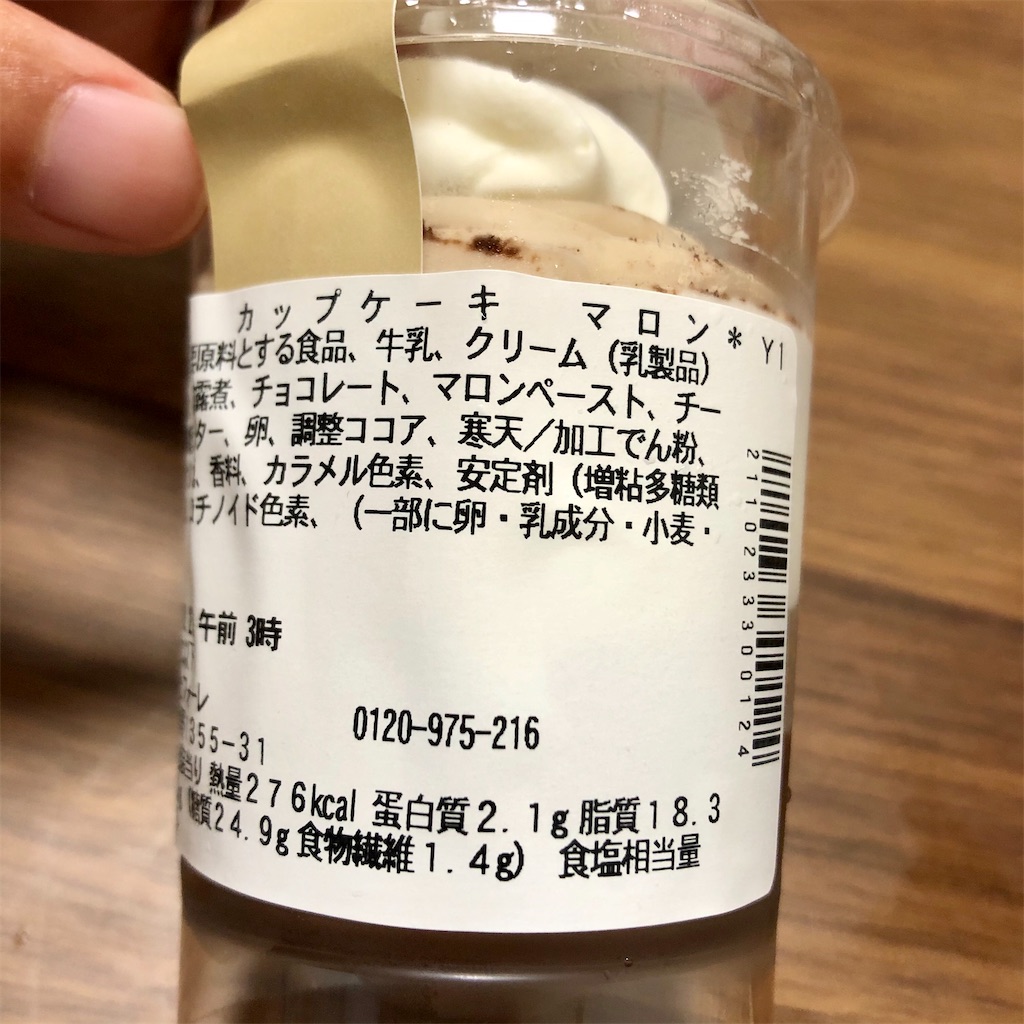 カップケーキ マロン* Y1
原料とする食品、牛乳、クリーム(乳製品)
露煮、チョコレート、マロンペースト、チー
ター、卵、調整ココア、寒天/加工でん粉、
香料、カラメル色素、安定剤(増粘多糖類
チノイド色素、(一部に卵・乳成分・小麦・
午前 3時
ーレ
355-31 0120-975-216
当り 熱量276kcal 蛋白質2.1g 脂質18.3
糖質24.9g 食物繊維1.4g) 食塩相当量
2110233300124